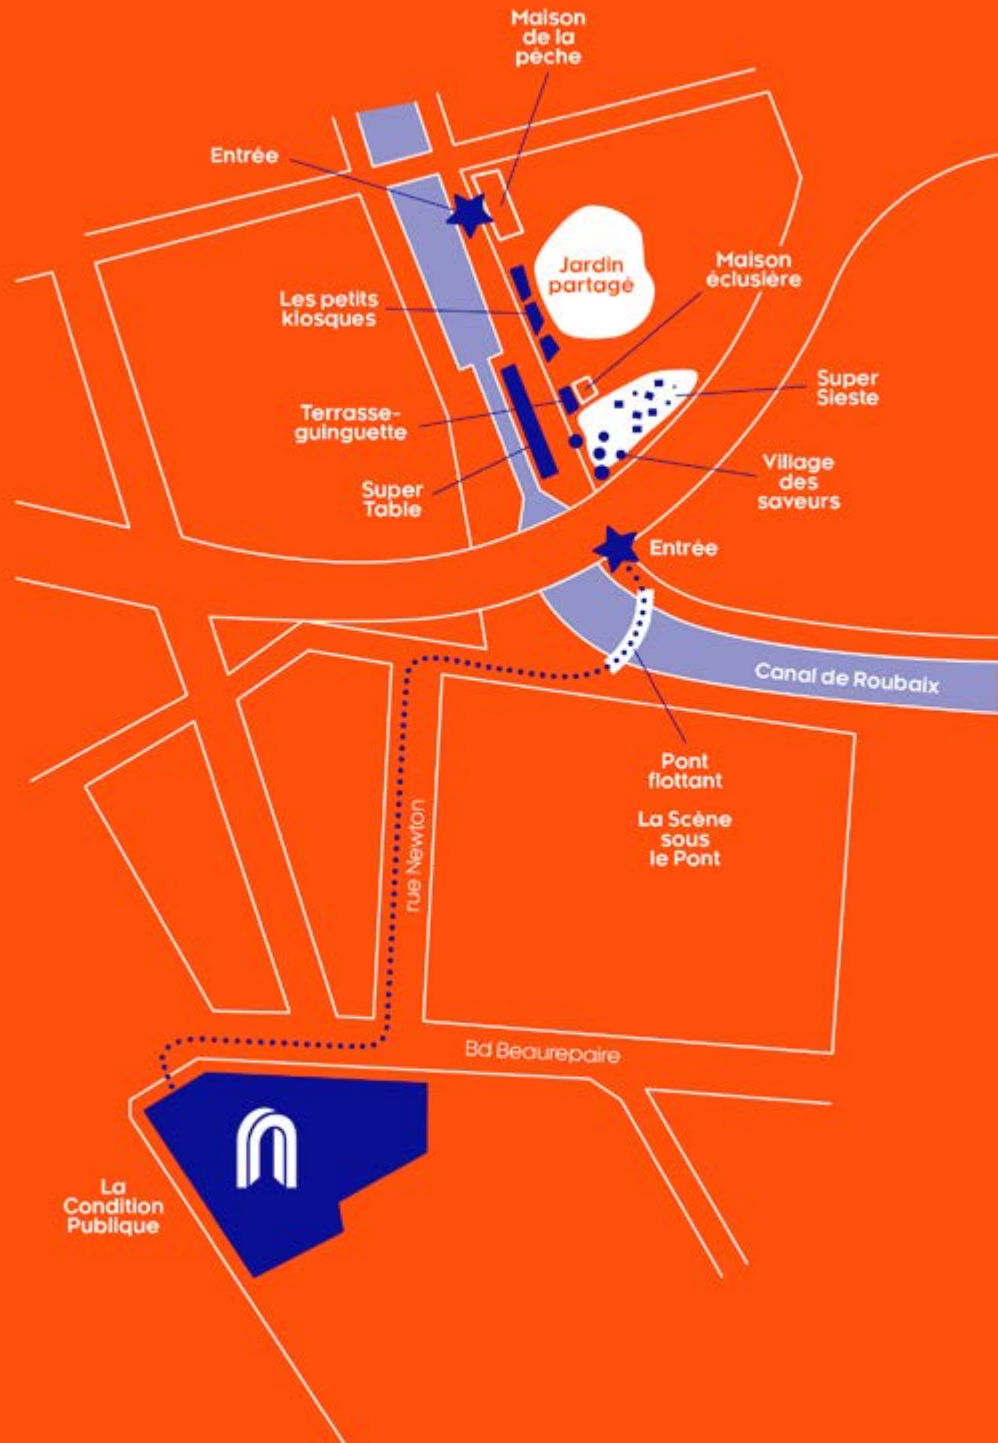 Maison
de la
pêche
Entrée
Jardin
partagé
Maison
éclusière
Les petits
kiosques
Super
Sieste
Terrasse-
guinguette
Village
des
saveurs
Super
Table
Entrée
Canal de Roubaix
Pont
flottant
La Scène
sous
le Pont
rue Newton
Bd Beaurepaire
La
Condition
Publique